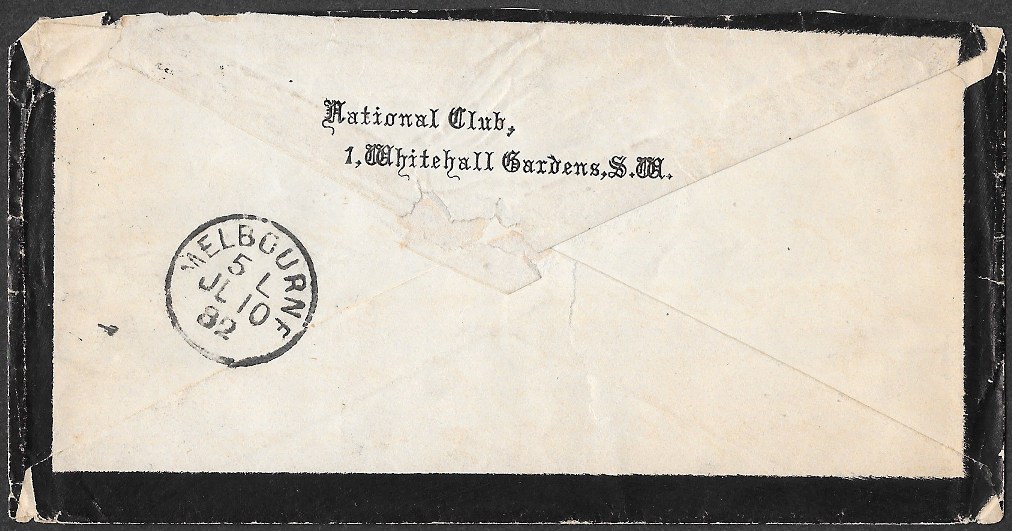 National Club,
1, Whitehall Gardens, S.W.
MELBOURNE
5 L
JL 10
82